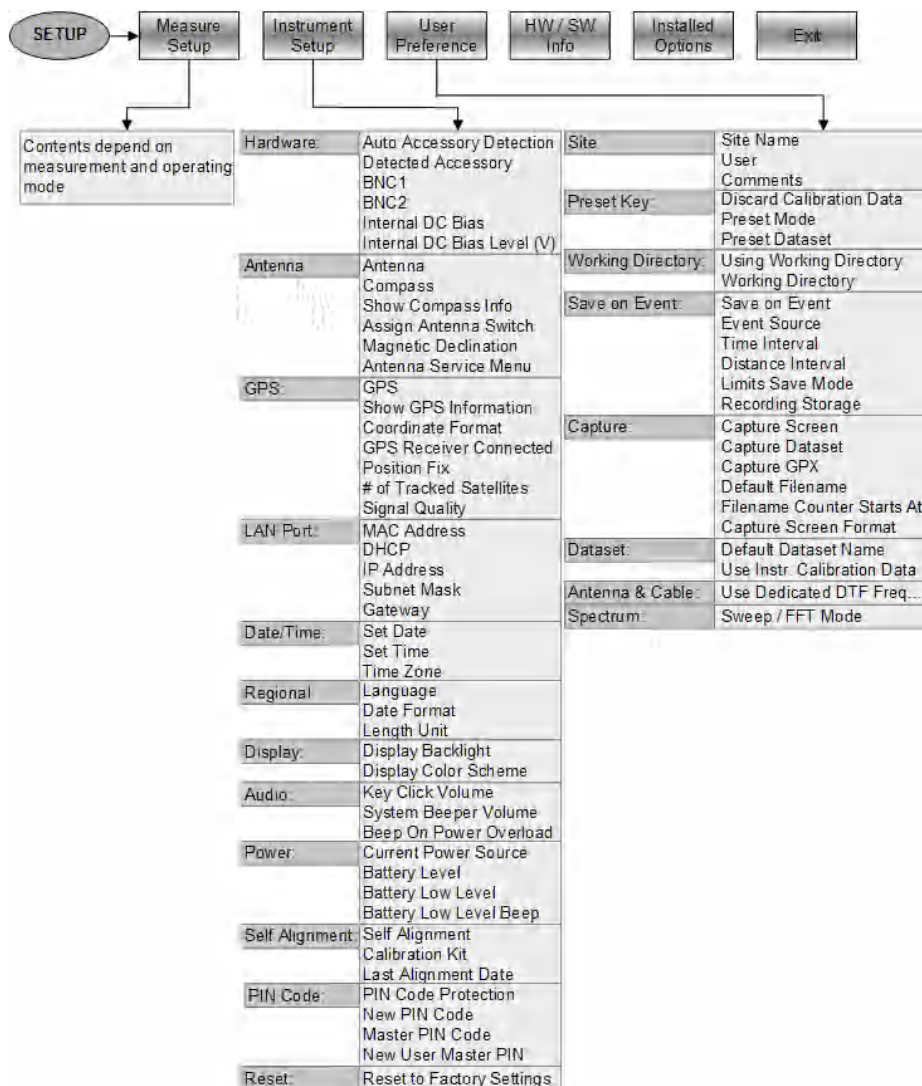 SETUP
Measure
Setup
Instrument
Setup
User
Preference
HW / SW
Info
Installed
Options
Exit
Contents depend on
measurement and operating
mode
Hardware:
Auto Accessory Detection
Detected Accessory
BNC1
BNC2
Internal DC Bias
Internal DC Bias Level (V)
Antenna
Antenna
Compass
Show Compass Info
Assign Antenna Switch
Magnetic Declination
Antenna Service Menu
GPS:
GPS
Show GPS Information
Coordinate Format
GPS Receiver Connected
Position Fix
# of Tracked Satellites
Signal Quality
LAN Port:
MAC Address
DHCP
IP Address
Subnet Mask
Gateway
Date/Time:
Set Date
Set Time
Time Zone
Regional
Language
Date Format
Length Unit
Display:
Display Backlight
Display Color Scheme
Audio:
Key Click Volume
System Beeper Volume
Beep On Power Overload
Power:
Current Power Source
Battery Level
Battery Low Level
Battery Low Level Beep
Self Alignment:
Self Alignment
Calibration Kit
Last Alignment Date
PIN Code
PIN Code Protection
New PIN Code
Master PIN Code
New User Master PIN
Reset:
Reset to Factory Settings
Site
Site Name
User
Comments
Preset Key:
Discard Calibration Data
Preset Mode
Preset Dataset
Working Directory:
Using Working Directory
Working Directory
Save on Event:
Save on Event
Event Source
Time Interval
Distance Interval
Limits Save Mode
Recording Storage
Capture:
Capture Screen
Capture Dataset
Capture GPX
Default Filename
Filename Counter Starts At
Capture Screen Format
Dataset:
Default Dataset Name
Use Instr. Calibration Data
Antenna & Cable:
Use Dedicated DTF Freq...
Spectrum:
Sweep / FFT Mode